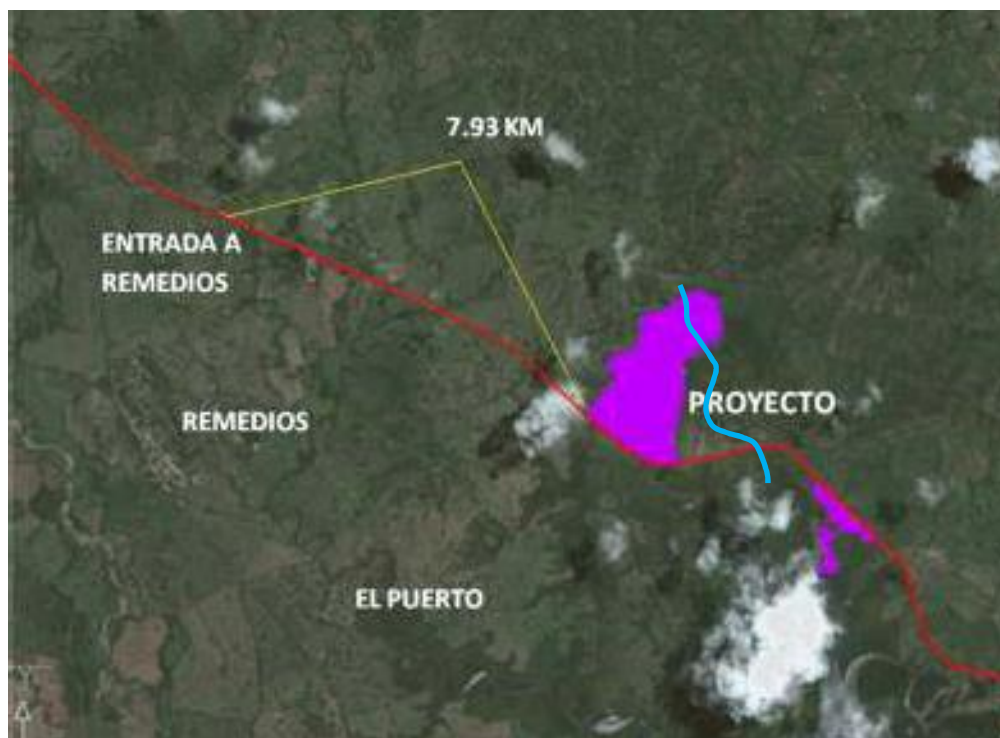 7.93 KM
ENTRADA A
REMEDIOS
PROYECTO
REMEDIOS
EL PUERTO